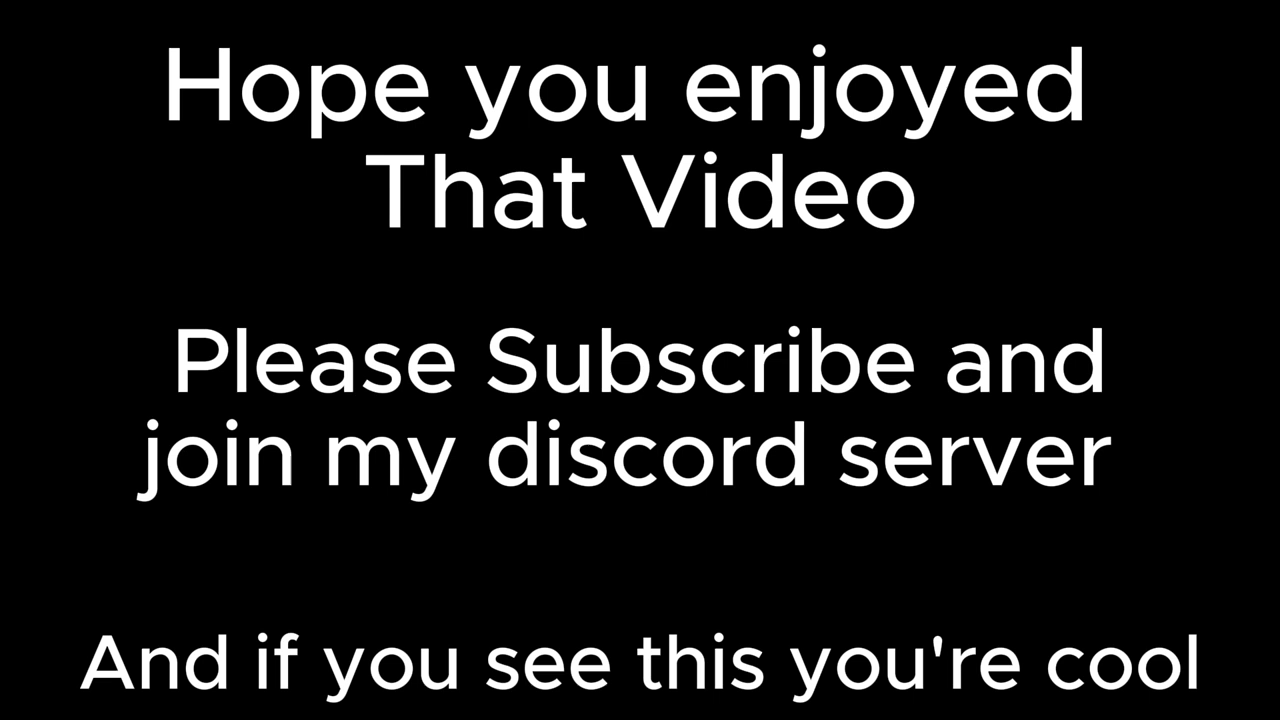 Hope you enjoyed
That Video
Please Subscribe and
join my discord server
And if you see this you're cool